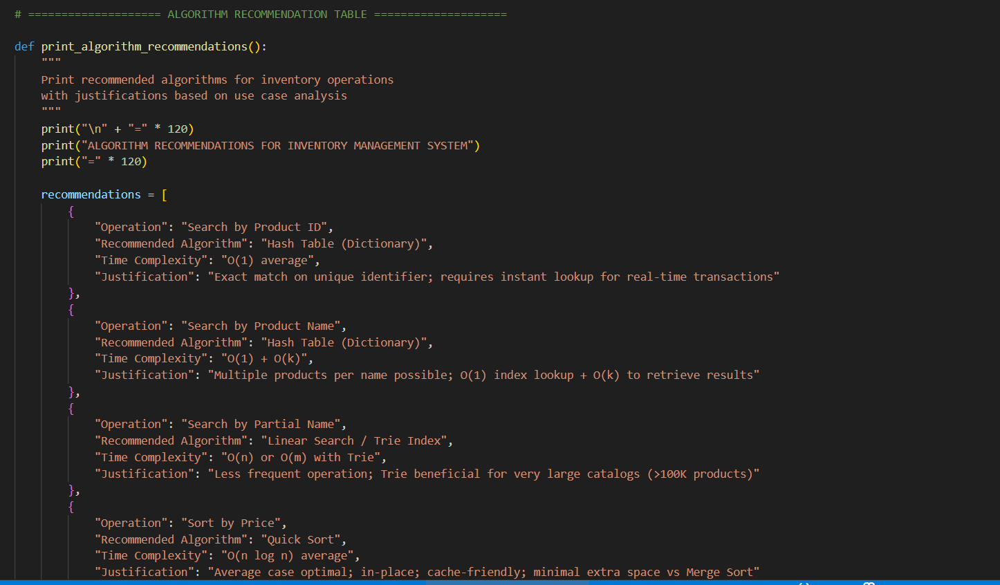 # ==================== ALGORITHM RECOMMENDATION TABLE ====================
def print_algorithm_recommendations():
"""
Print recommended algorithms for inventory operations
with justifications based on use case analysis
"""
print("\n" + "=" * 120)
print("ALGORITHM RECOMMENDATIONS FOR INVENTORY MANAGEMENT SYSTEM")
print("=" * 120)
recommendations = [
{
"Operation": "Search by Product ID",
"Recommended Algorithm": "Hash Table (Dictionary)",
"Time Complexity": "O(1) average",
"Justification": "Exact match on unique identifier; requires instant lookup for real-time transactions"
},
{
"Operation": "Search by Product Name",
"Recommended Algorithm": "Hash Table (Dictionary)",
"Time Complexity": "O(1) + O(k)",
"Justification": "Multiple products per name possible; O(1) index lookup + O(k) to retrieve results"
},
{
"Operation": "Search by Partial Name",
"Recommended Algorithm": "Linear Search / Trie Index",
"Time Complexity": "O(n) or O(m) with Trie",
"Justification": "Less frequent operation; Trie beneficial for very large catalogs (>100K products)"
},
{
"Operation": "Sort by Price",
"Recommended Algorithm": "Quick Sort",
"Time Complexity": "O(n log n) average",
"Justification": "Average case optimal; in-place; cache-friendly; minimal extra space vs Merge Sort"